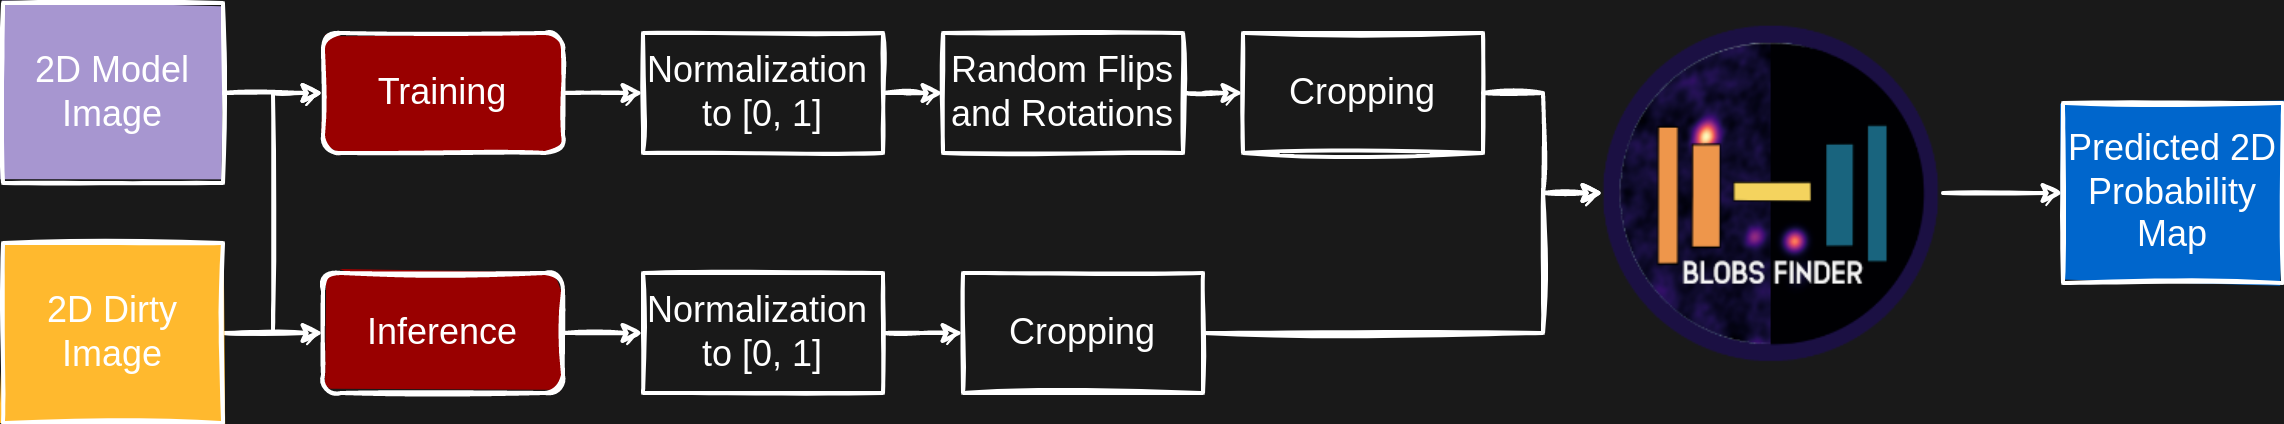 2D Model
Image
Training
Normalization
to [0, 1]
Random Flips
and Rotations
Cropping
2D Dirty
Image
Inference
Normalization
to [0, 1]
Cropping
BLOBS FINDER
Predicted 2D
Probability
Map